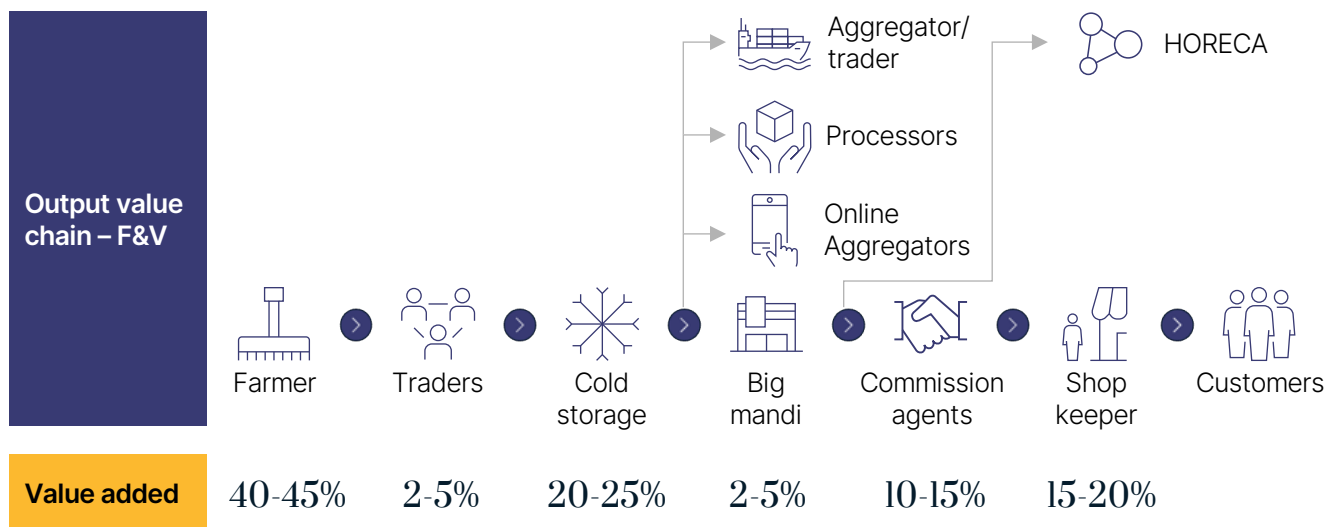 Output value
chain – F&V
Aggregator/
trader
Processors
Online
Aggregators
HORECA
Farmer
Traders
Cold
storage
Big
mandi
Commission
agents
Shop
keeper
Customers
Value added
40-45%
2-5%
20-25%
2-5%
10-15%
15-20%